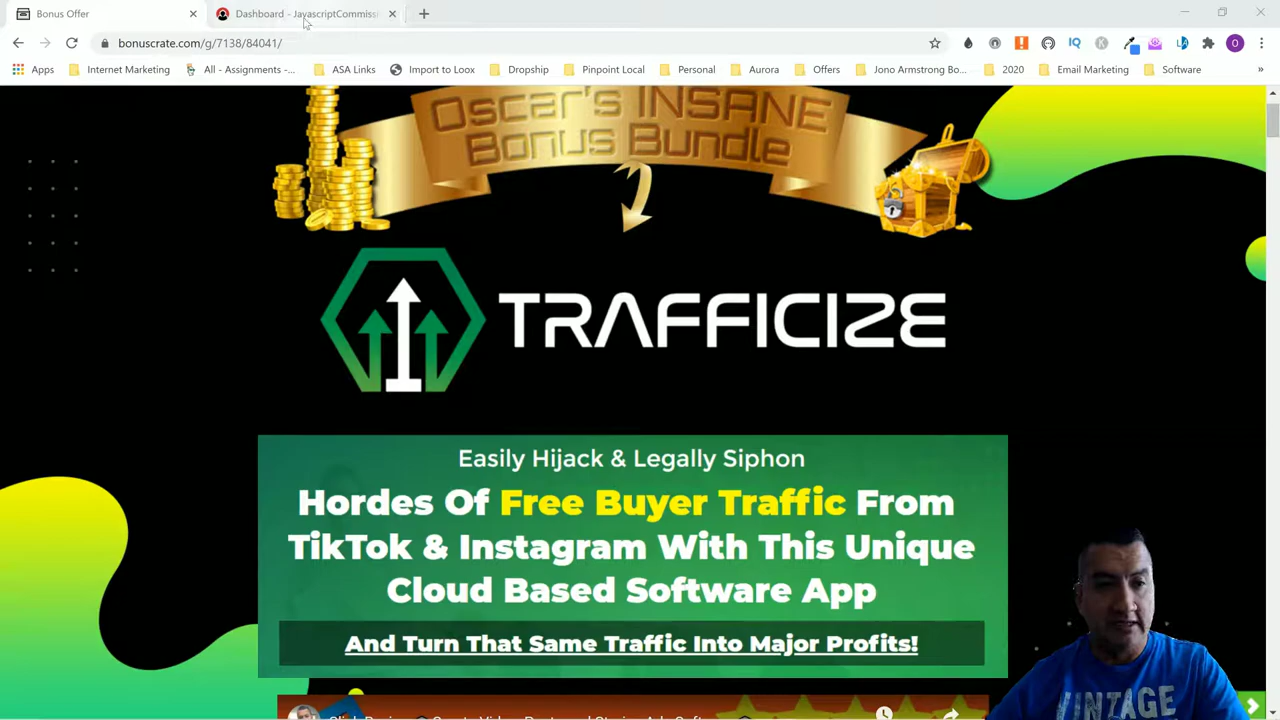 Bonus Offer
Dashboard - JavascriptCommissi
bonuscrate.com/g/7138/84041/
Apps
Internet Marketing
All - Assignments -...
ASA Links
Import to Loox
Dropship
Pinpoint Local
Personal
Aurora
Offers
Jono Armstrong Bo...
2020
Email Marketing
Software
»
Oscar's INSANE
Bonus Bundle
TRAFFICIZE
Easily Hijack & Legally Siphon
Hordes Of Free Buyer Traffic From
TikTok & Instagram With This Unique
Cloud Based Software App
And Turn That Same Traffic Into Major Profits!
VINTAGE